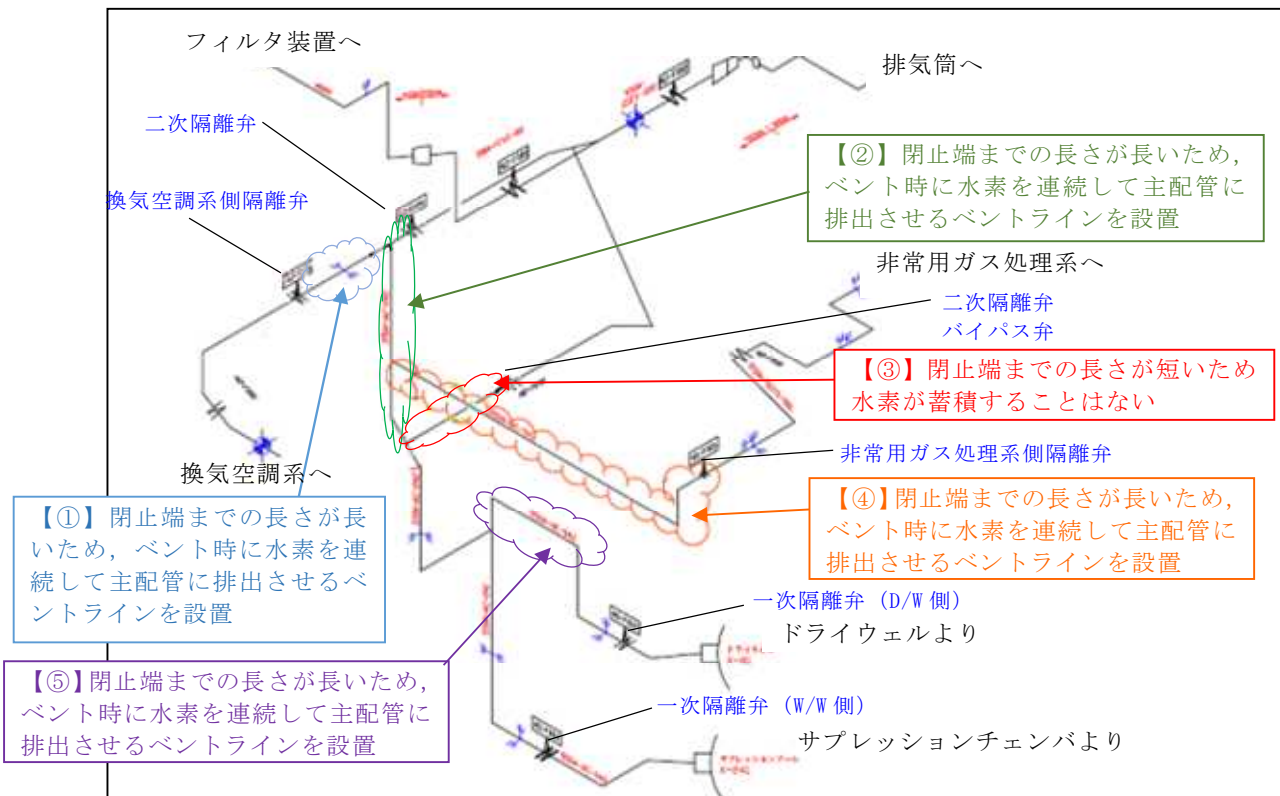 フィルタ装置へ
排気筒へ
二次隔離弁
【②】閉止端までの長さが長いため，
ベント時に水素を連続して主配管に
排出させるベントラインを設置
換気空調系側隔離弁
非常用ガス処理系へ
二次隔離弁
バイパス弁
【③】閉止端までの長さが短いため
水素が蓄積することはない
非常用ガス処理系側隔離弁
換気空調系へ
【①】閉止端までの長さが長
いため，ベント時に水素を連
続して主配管に排出させるベ
ントラインを設置
【④】閉止端までの長さが長いため，
ベント時に水素を連続して主配管に
排出させるベントラインを設置
一次隔離弁（D/W 側）
ドライウェルより
【⑤】閉止端までの長さが長いため，
ベント時に水素を連続して主配管に
排出させるベントラインを設置
一次隔離弁（W/W 側）
サプレッションチェンバより